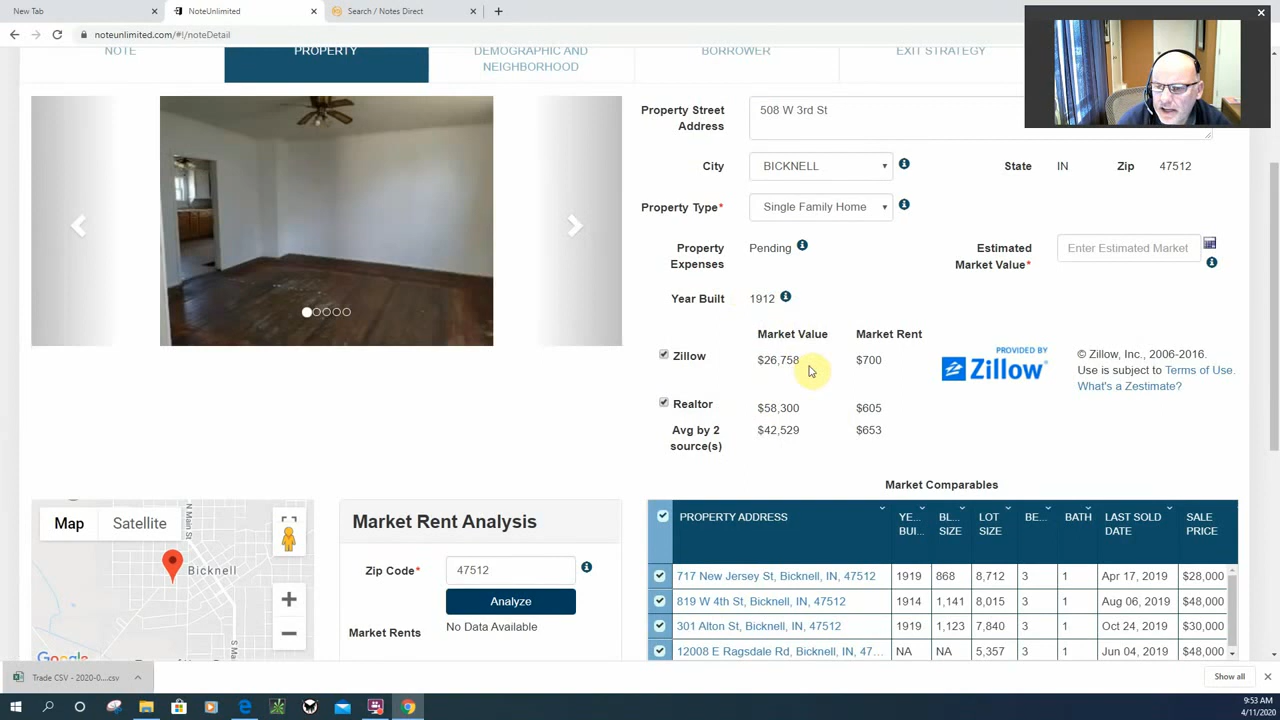 New Tab
NoteUnlimited
Search / Notes Direct
noteunlimited.com/#!/noteDetail
NOTE
PROPERTY
DEMOGRAPHIC AND
NEIGHBORHOOD
BORROWER
EXIT STRATEGY
Property Street
Address
508 W 3rd St
City
BICKNELL
State
IN
Zip
47512
Property Type*
Single Family Home
Property
Expenses
Pending
Estimated
Market Value*
Enter Estimated Market
Year Built
1912
Market Value
Market Rent
Zillow
$26,758
$700
PROVIDED BY
Zillow
© Zillow, Inc., 2006-2016.
Use is subject to Terms of Use.
What's a Zestimate?
Realtor
$58,300
$605
Avg by 2
source(s)
$42,529
$653
Map
Satellite
N Main St
Bicknell
S Ma
Google
Market Rent Analysis
Zip Code*
47512
Analyze
Market Rents
No Data Available
Market Comparables
PROPERTY ADDRESS YE... BUI... BL... SIZE LOT SIZE BE... BATH LAST SOLD DATE SALE PRICE
717 New Jersey St, Bicknell, IN, 47512 1919 868 8,712 3 1 Apr 17, 2019 $28,000
819 W 4th St, Bicknell, IN, 47512 1914 1,141 8,015 3 1 Aug 06, 2019 $48,000
301 Alton St, Bicknell, IN, 47512 1919 1,123 7,840 3 1 Oct 24, 2019 $30,000
12008 E Ragsdale Rd, Bicknell, IN, 47... NA NA 5,357 3 1 Jun 04, 2019 $48,000
Trade CSV - 2020-0....csv
Show all
9:53 AM
4/11/2020